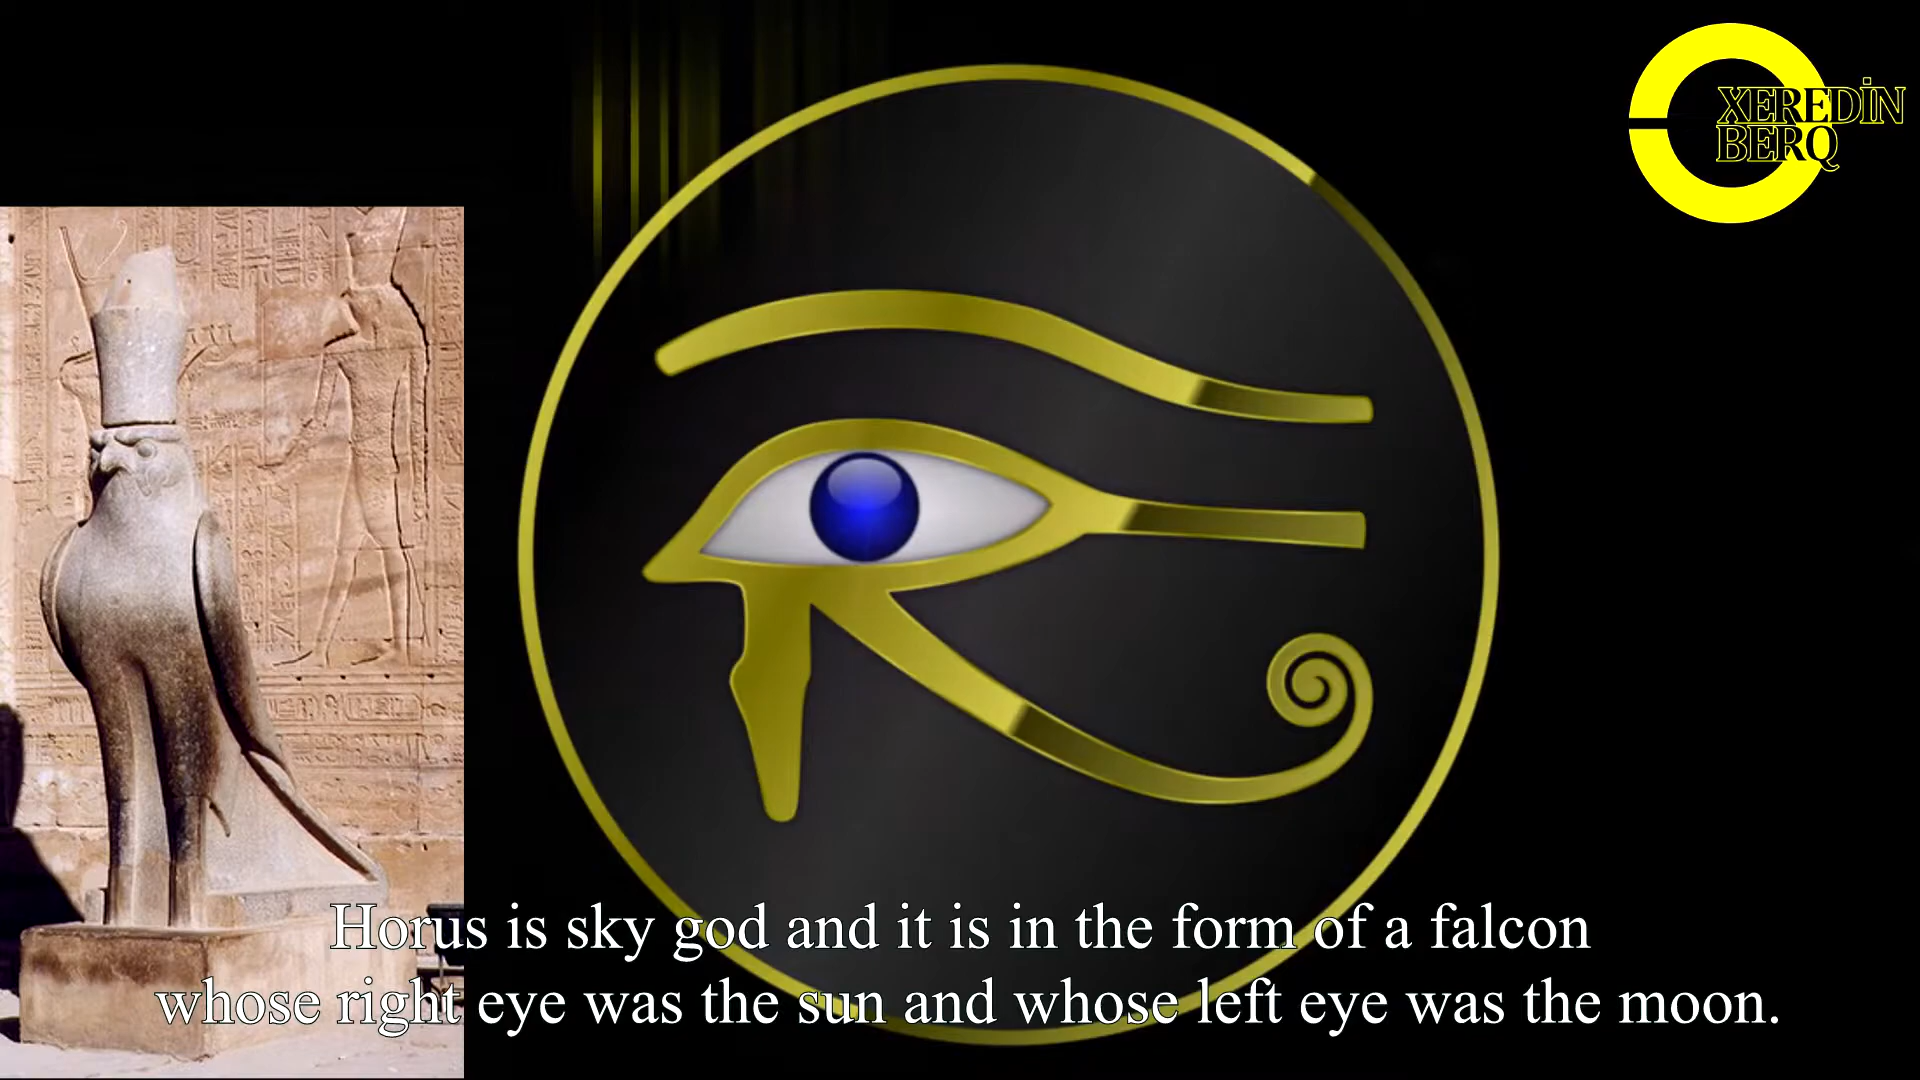 XEREDİN
BERQ
Horus is sky god and it is in the form of a falcon
whose right eye was the sun and whose left eye was the moon.